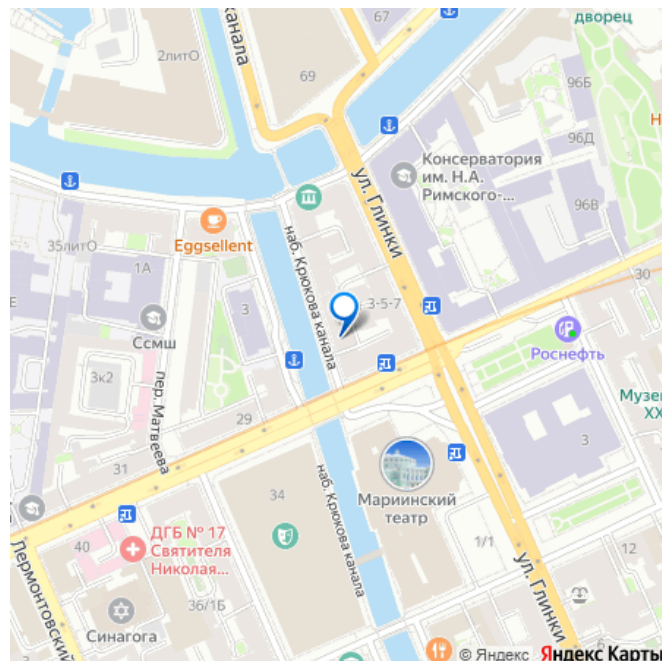 дворец
67
канала
2литО
69
96Б
96Д
Консерватория
им. Н.А.
Римского-...
ул. Глинки
96В
Eggsellent
35литО
1А
наб. Крюкова канала
3
3-5-7
30
Ссмш
Роснефть
3к2
пер. Матвеева
29
Музе
XX
3
31
Мариинский
театр
34
наб. Крюкова канала
ДГБ № 17
Святителя
Николая...
40
Лермонтовский
1/1
ул. Глинки
12
36/1Б
Синагога
© Яндекс Яндекс Карты